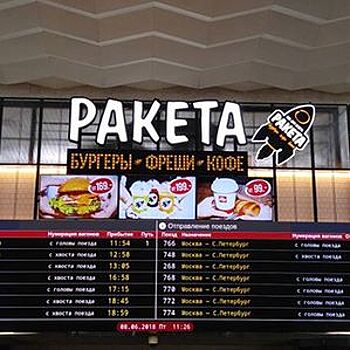 РАКЕТА
РАКЕТА
БУРГЕРЫ • ФРЕШИ • КОФЕ
169.
199.
99.
Отправление поездов
Нумерация вагонов Прибытие Путь Поезд Назначение Нумерация вагонов
с головы поезда 11:54 1 766 Москва – С.Петербург
с хвоста поезда 12:58 748 Москва – С.Петербург с головы поезда
с хвоста поезда 13:05 268 Москва – С.Петербург
с хвоста поезда 16:58 768 Москва – С.Петербург
с головы поезда 17:15 770 Москва – С.Петербург с головы поезда
с хвоста поезда 18:45 772 Москва – С.Петербург с головы поезда
с хвоста поезда 18:59 774 Москва – С.Петербург с головы поезда
08.06.2018 Пт 11:26